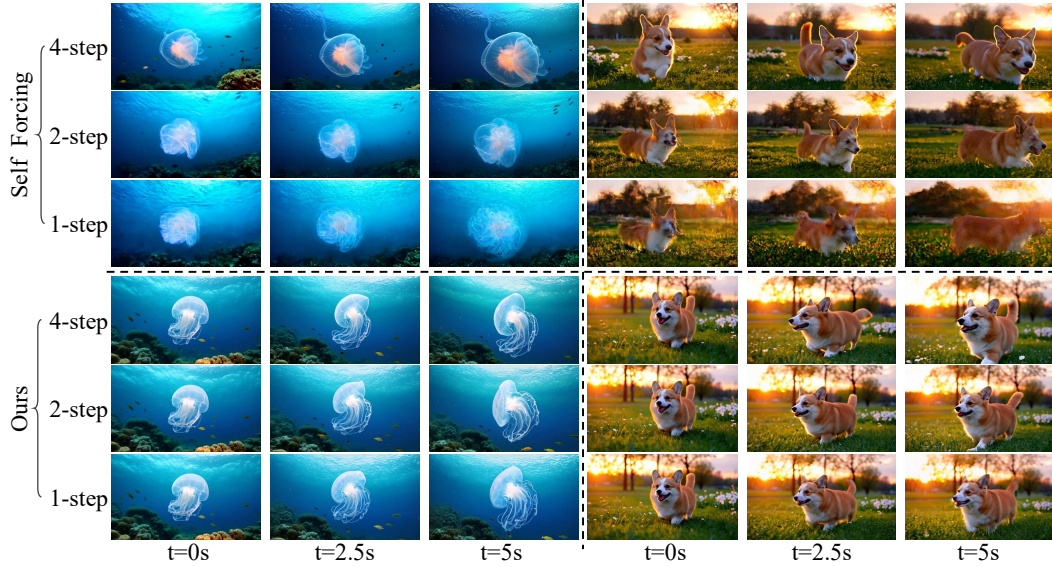 Self Forcing
4-step
2-step
1-step
Ours
4-step
2-step
1-step
t=0s
t=2.5s
t=5s
t=0s
t=2.5s
t=5s